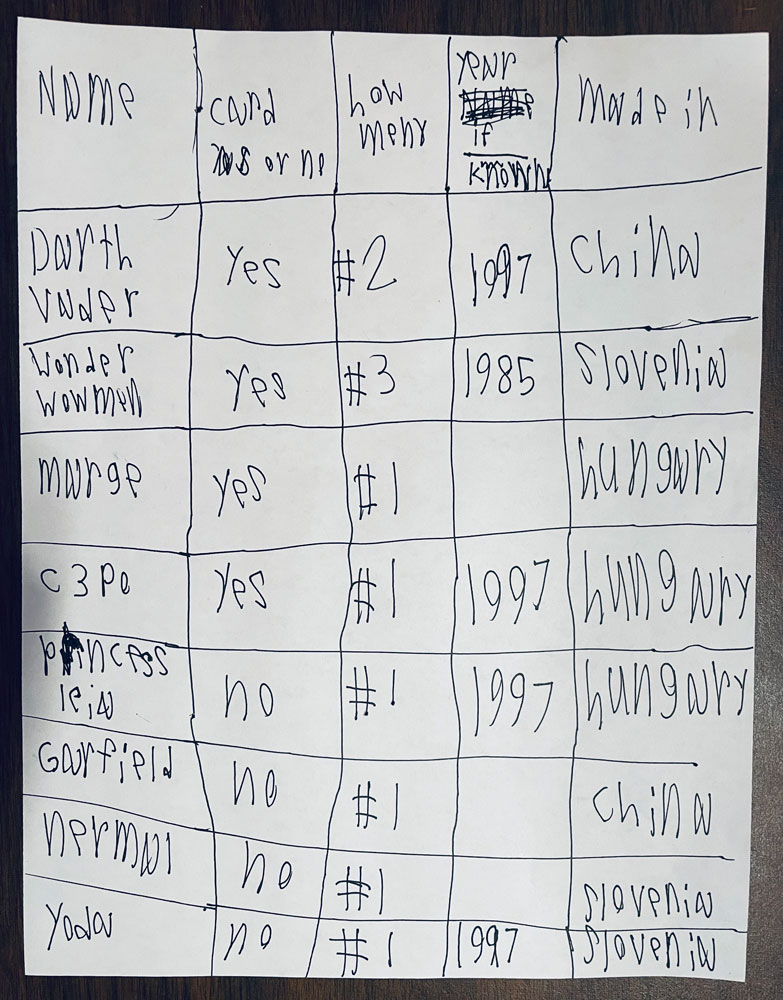 Name card yes or no how meny year if known made in
Darth Vader yes #2 1997 china
Wonder wowmen yes #3 1985 Slovenia
marge yes #1 hungary
c3Po yes #1 1997 hungary
princess leia no #1 1997 hungary
Garfield no #1 china
nermal no #1 slovenia
yoda no #1 1997 slovenia